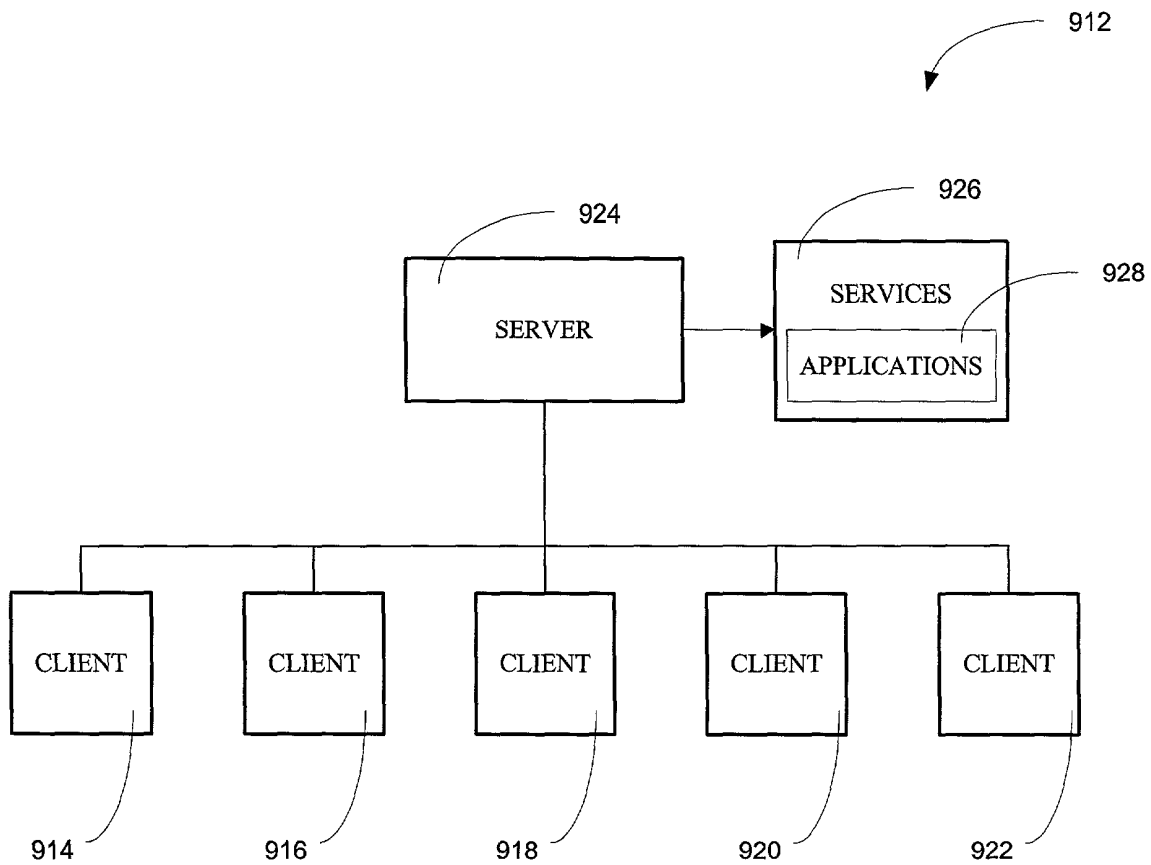 912
924
926
928
SERVER
SERVICES
APPLICATIONS
CLIENT
CLIENT
CLIENT
CLIENT
CLIENT
914
916
918
920
922